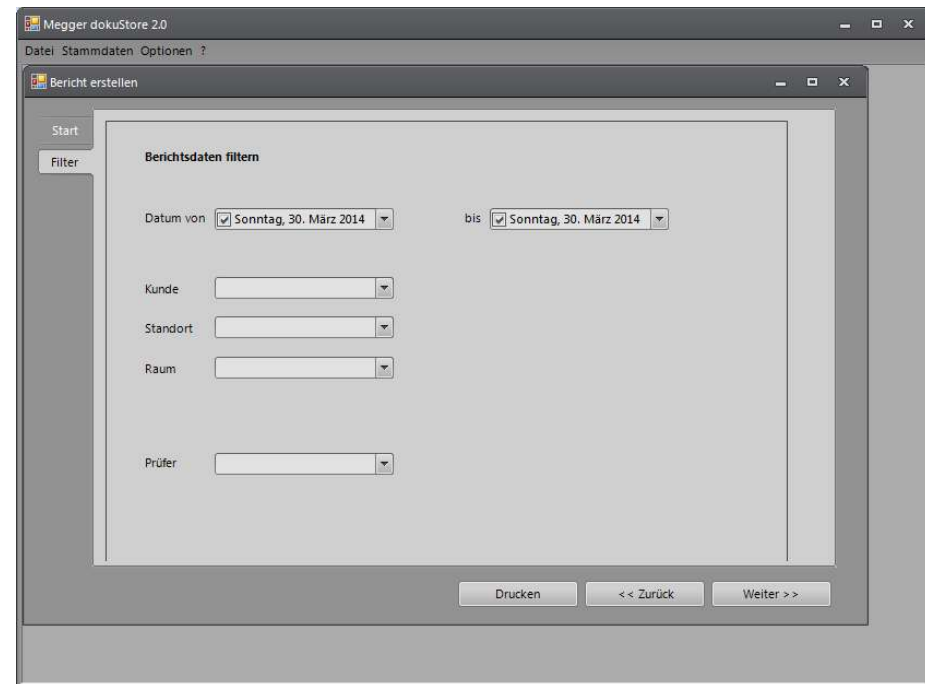 Megger dokuStore 2.0
Datei Stammdaten Optionen ?
Bericht erstellen
Start
Filter
Berichtsdaten filtern
Datum von Sonntag, 30. März 2014 bis Sonntag, 30. März 2014
Kunde
Standort
Raum
Prüfer
Drucken << Zurück Weiter >>